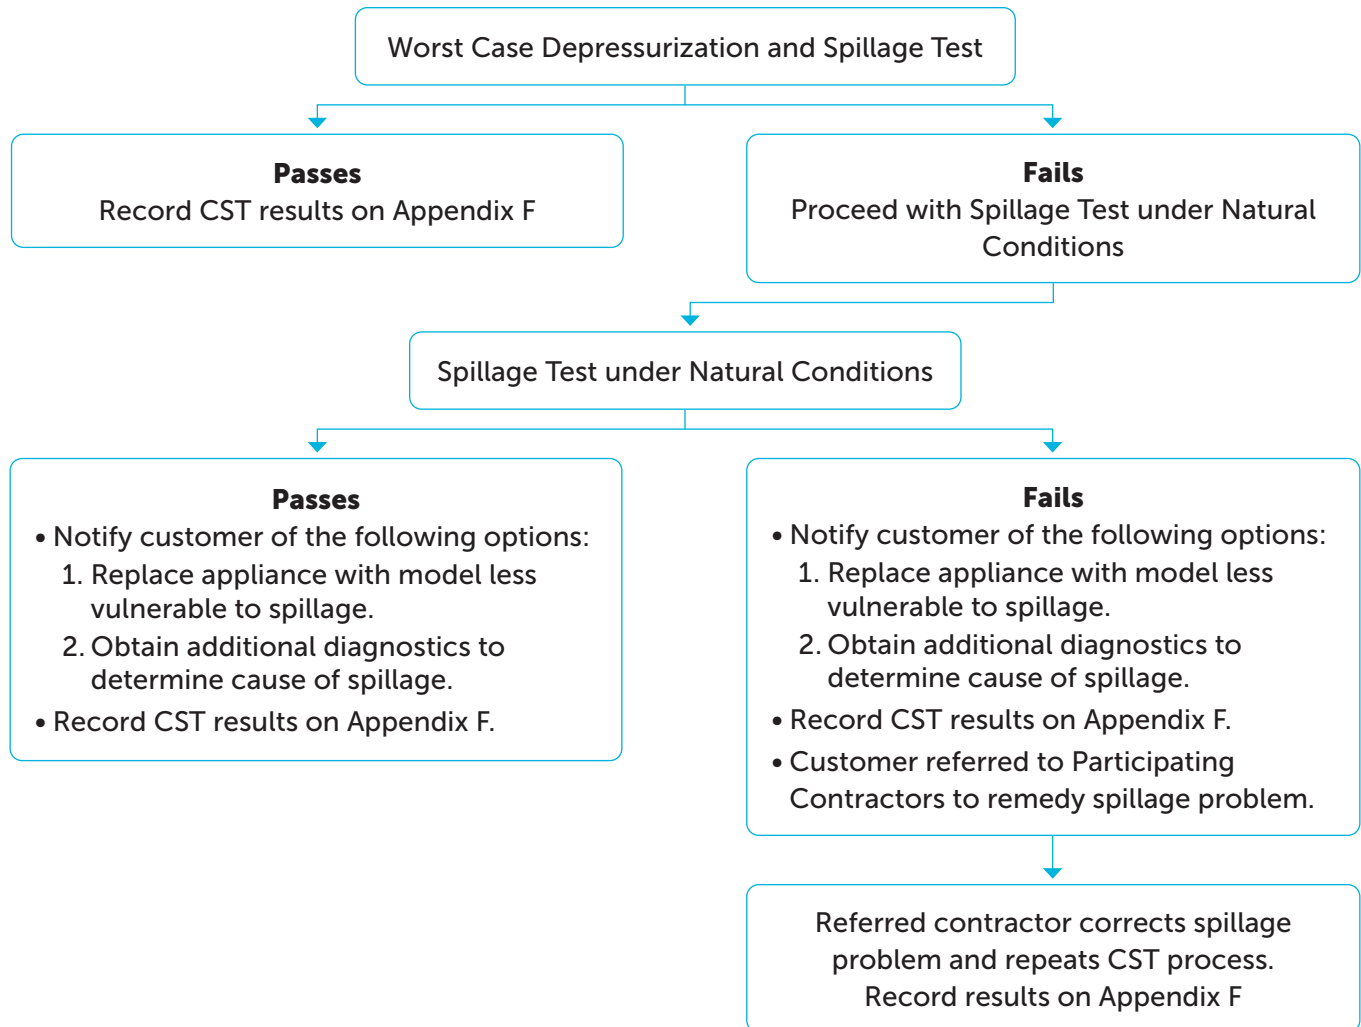 Worst Case Depressurization and Spillage Test
Passes
Record CST results on Appendix F
Fails
Proceed with Spillage Test under Natural
Conditions
Spillage Test under Natural Conditions
Passes
• Notify customer of the following options:
1. Replace appliance with model less
vulnerable to spillage.
2. Obtain additional diagnostics to
determine cause of spillage.
• Record CST results on Appendix F.
Fails
• Notify customer of the following options:
1. Replace appliance with model less
vulnerable to spillage.
2. Obtain additional diagnostics to
determine cause of spillage.
• Record CST results on Appendix F.
• Customer referred to Participating
Contractors to remedy spillage problem.
Referred contractor corrects spillage
problem and repeats CST process.
Record results on Appendix F